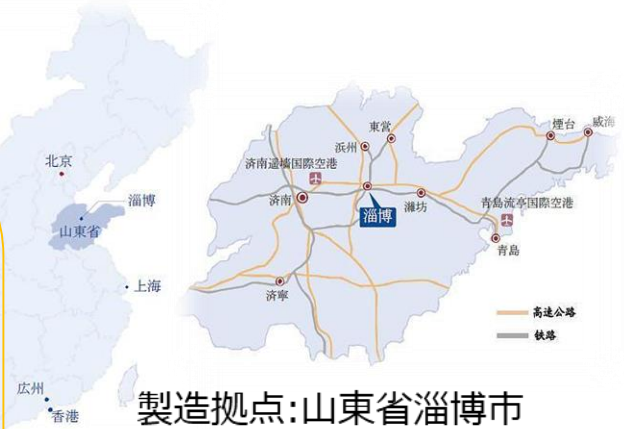 北京
淄博
山東省
上海
広州
香港
東営
浜州
煙台
威海
済南遥墻国際空港
済南
淄博
濰坊
青島流亭国際空港
青島
済寧
高速公路
铁路
製造拠点:山東省淄博市